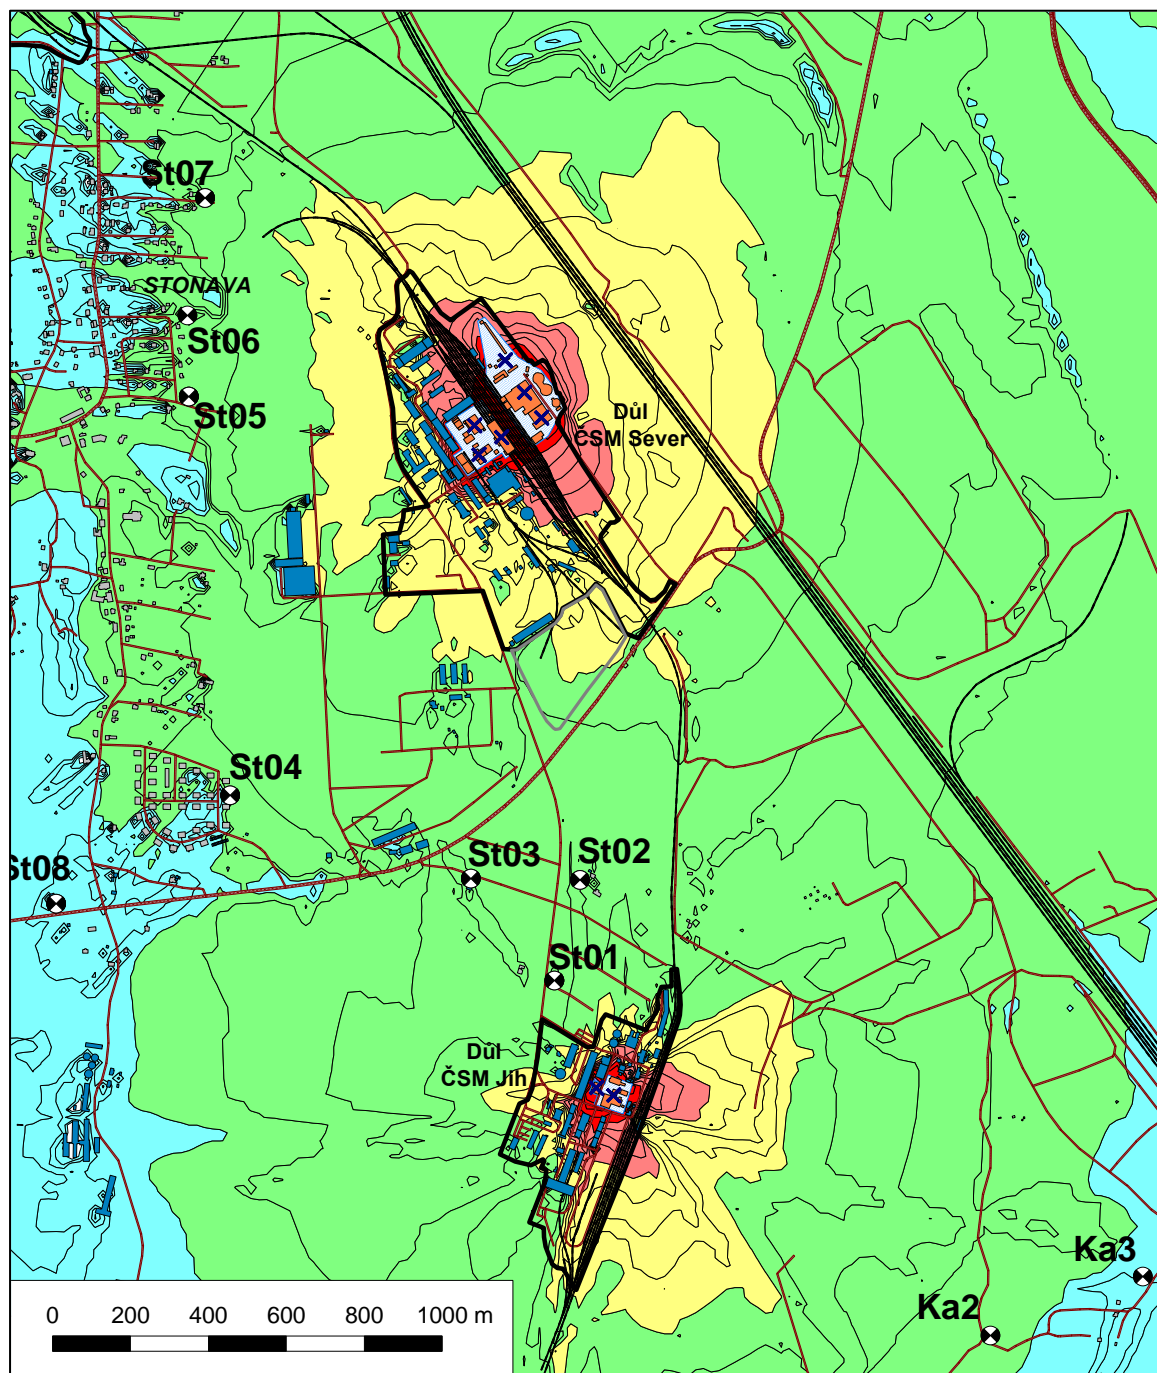 St07
STONAVA
St06
St05
Důl
ČSM Sever
St04
St08
St03
St02
St01
Důl
ČSM Jih
Ka3
Ka2
0 200 400 600 800 1000 m